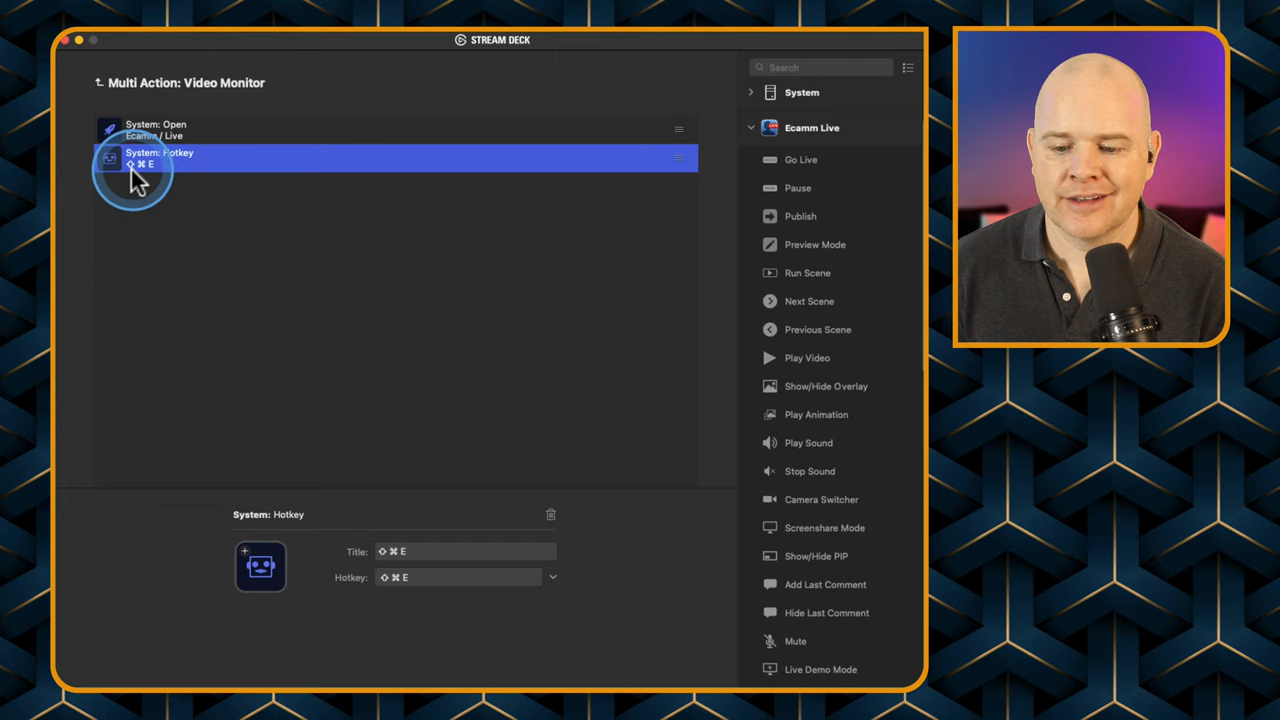 STREAM DECK
Multi Action: Video Monitor
System: Open
Ecamm / Live
System: Hotkey
⇧ ⌘ E
Search
System
Ecamm Live
Go Live
Pause
Publish
Preview Mode
Run Scene
Next Scene
Previous Scene
Play Video
Show/Hide Overlay
Play Animation
Play Sound
Stop Sound
Camera Switcher
Screenshare Mode
Show/Hide PIP
Add Last Comment
Hide Last Comment
Mute
Live Demo Mode
System: Hotkey
Title: ⇧ ⌘ E
Hotkey: ⇧ ⌘ E